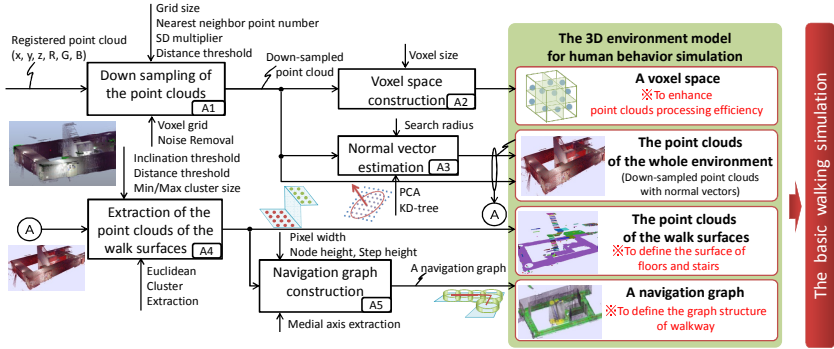 Grid size
Nearest neighbor point number
SD multiplier
Distance threshold
Registered point cloud
(x, y, z, R, G, B)
Down sampling of
the point clouds
A1
Voxel grid
Noise Removal
Down-sampled
point cloud
Voxel size
Voxel space
construction
A2
Search radius
Normal vector
estimation
A3
PCA
KD-tree
A
Inclination threshold
Distance threshold
Min/Max cluster size
A
Extraction of the
point clouds of the
walk surfaces
A4
Euclidean
Cluster
Extraction
Pixel width
Node height, Step height
Navigation graph
construction
A5
Medial axis extraction
A navigation graph
The 3D environment model
for human behavior simulation
A voxel space
※To enhance
point clouds processing efficiency
The point clouds
of the whole environment
(Down-sampled point clouds
with normal vectors)
The point clouds
of the walk surfaces
※To define the surface of
floors and stairs
A navigation graph
※To define the graph structure
of walkway
The basic walking simulation